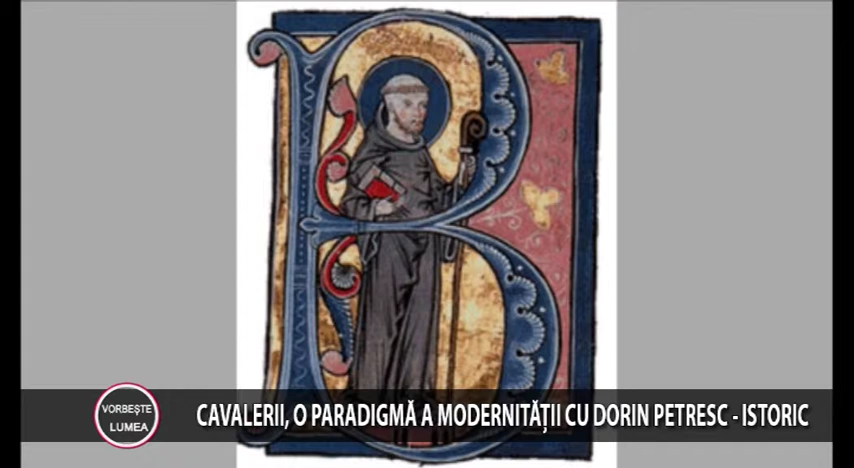 VORBEȘTE
LUMEA
CAVALERII, O PARADIGMĂ A MODERNITĂȚII CU DORIN PETRESC - ISTORIC